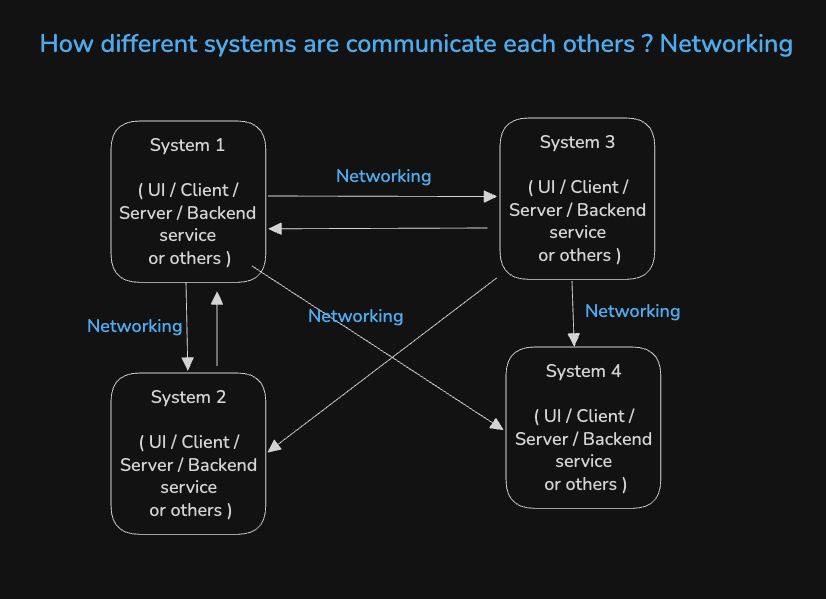 How different systems are communicate each others ? Networking
System 1
( UI / Client /
Server / Backend
service
or others )
Networking
System 3
( UI / Client /
Server / Backend
service
or others )
Networking
Networking
Networking
System 2
( UI / Client /
Server / Backend
service
or others )
System 4
( UI / Client /
Server / Backend
service
or others )